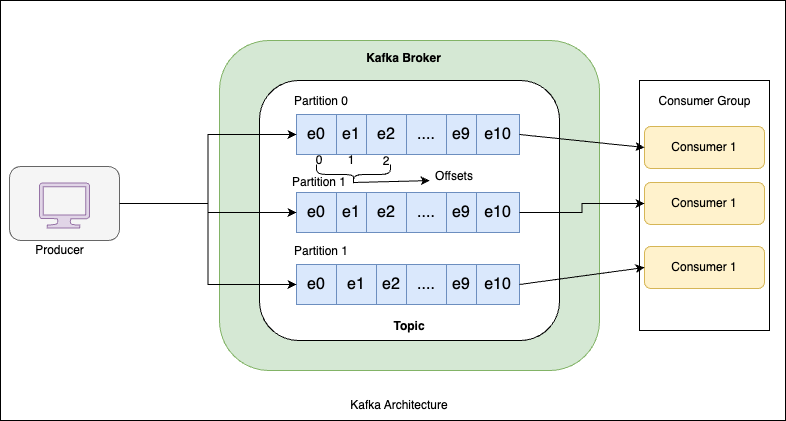 Kafka Broker
Partition 0
e0 e1 e2 .... e9 e10
0 1 2
Offsets
Partition 1
e0 e1 e2 .... e9 e10
Partition 1
e0 e1 e2 .... e9 e10
Topic
Producer
Consumer Group
Consumer 1
Consumer 1
Consumer 1
Kafka Architecture